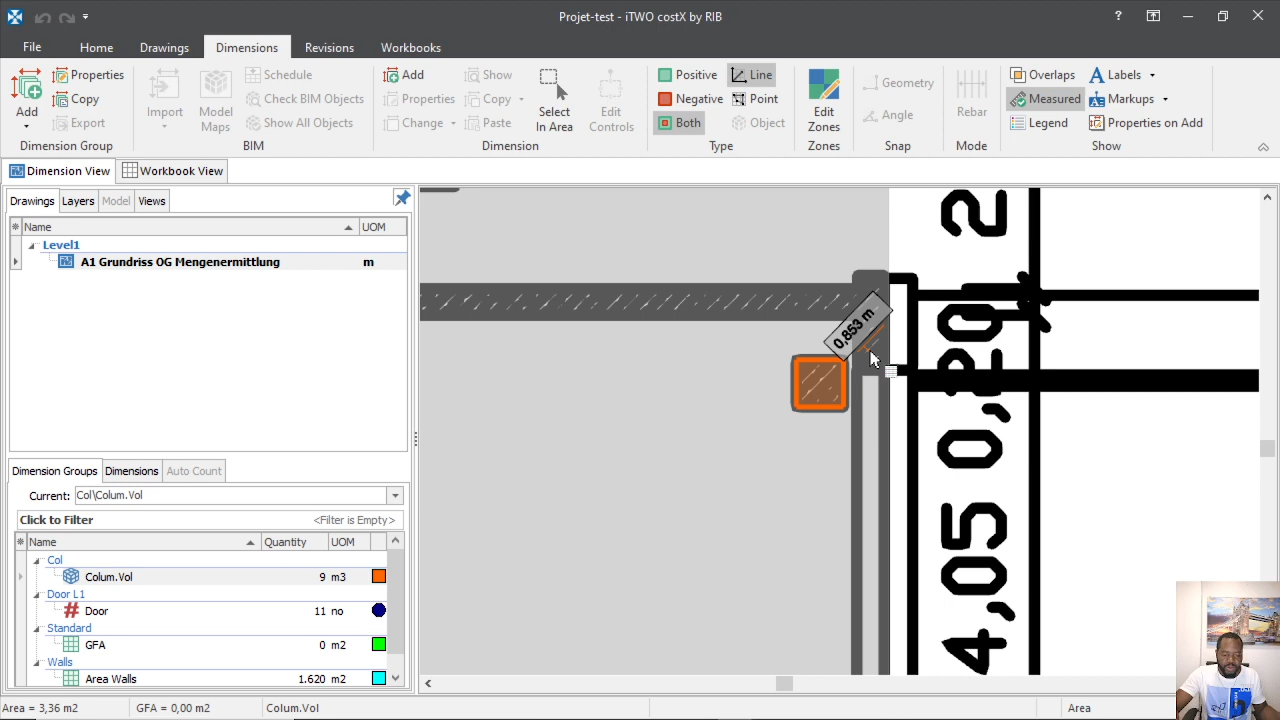 Projet-test - iTWO costX by RIB
?
File Home Drawings Dimensions Revisions Workbooks
Add
Properties
Copy
Export
Dimension Group
Import
Model Maps
Schedule
Check BIM Objects
Show All Objects
BIM
Add
Properties
Change
Show
Copy
Paste
Select In Area
Edit Controls
Dimension
Positive
Negative
Both
Line
Point
Object
Type
Edit Zones
Zones
Geometry
Angle
Snap
Rebar
Mode
Overlaps
Measured
Legend
Labels
Markups
Properties on Add
Show
Dimension View Workbook View
Drawings Layers Model Views
Name UOM
Level1
A1 Grundriss OG Mengenermittlung m
Dimension Groups Dimensions Auto Count
Current: Col\Colum.Vol
Click to Filter <Filter is Empty>
Name Quantity UOM
Col
Colum.Vol 9 m3
Door L1
# Door 11 no
Standard
GFA 0 m2
Walls
Area Walls 1.620 m2
0,853 m
2
4,05 0,20
Area = 3,36 m2 GFA = 0,00 m2 Colum.Vol Area